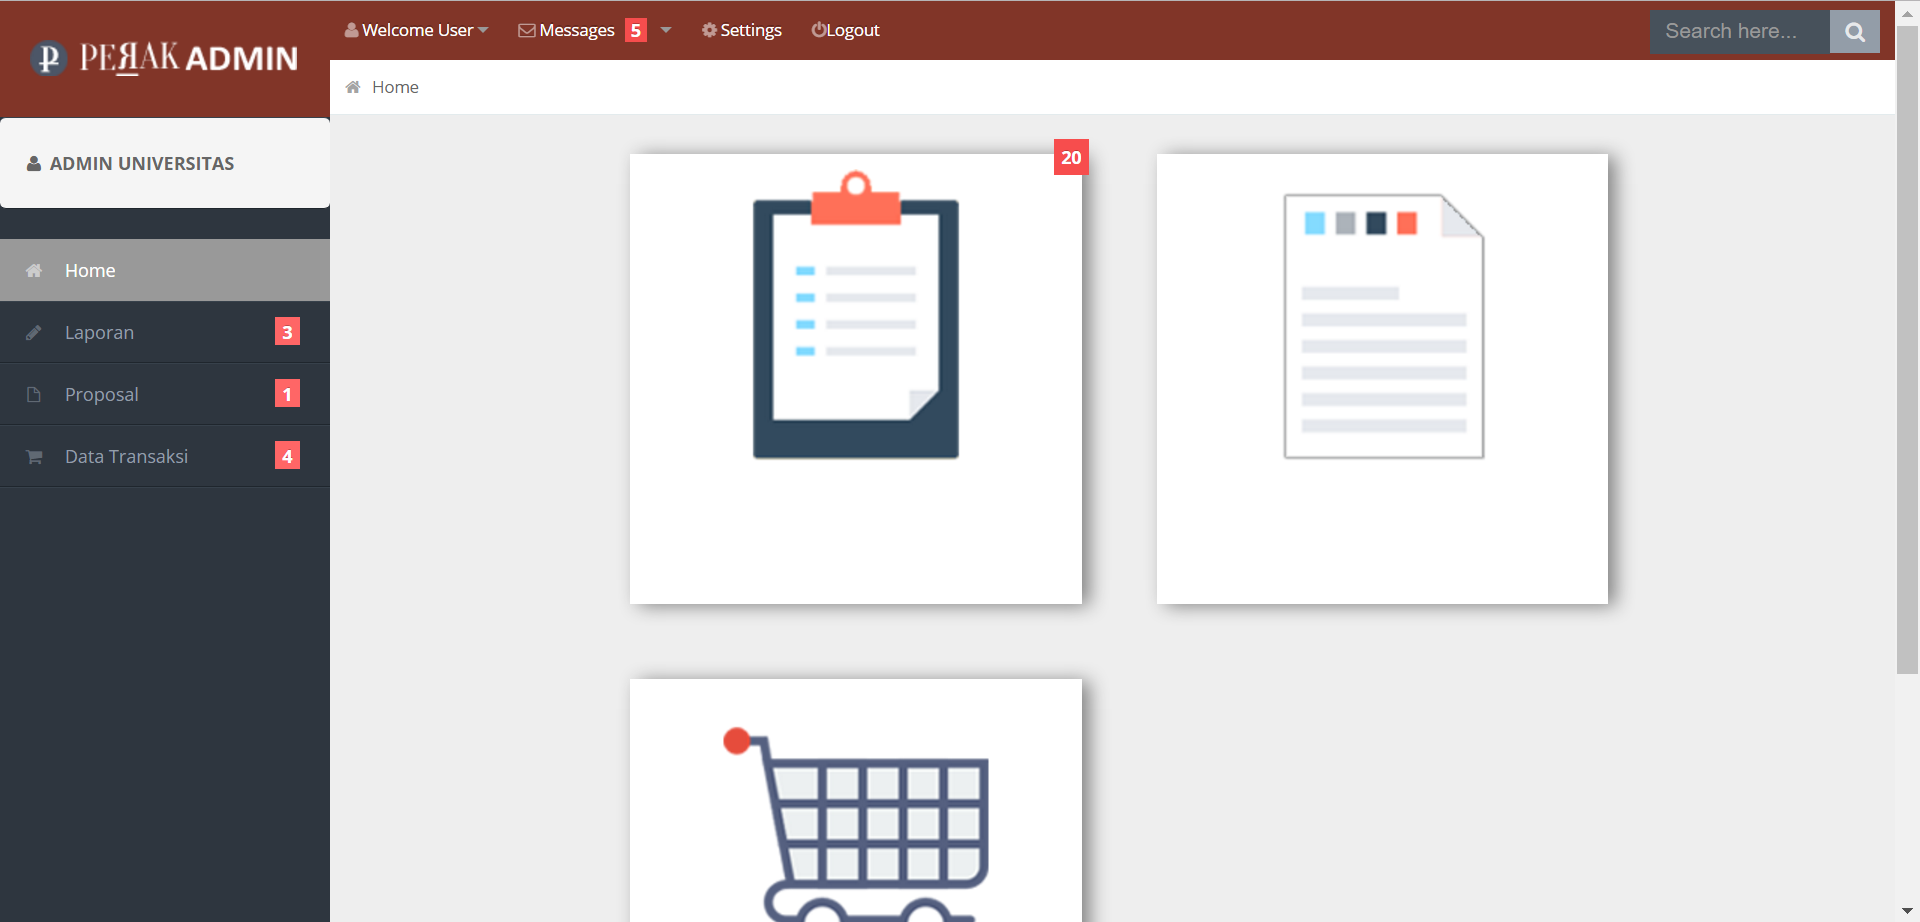 PERAK ADMIN
Welcome User
Messages 5
Settings
Logout
Search here...
Home
ADMIN UNIVERSITAS
Home
Laporan 3
Proposal 1
Data Transaksi 4
20